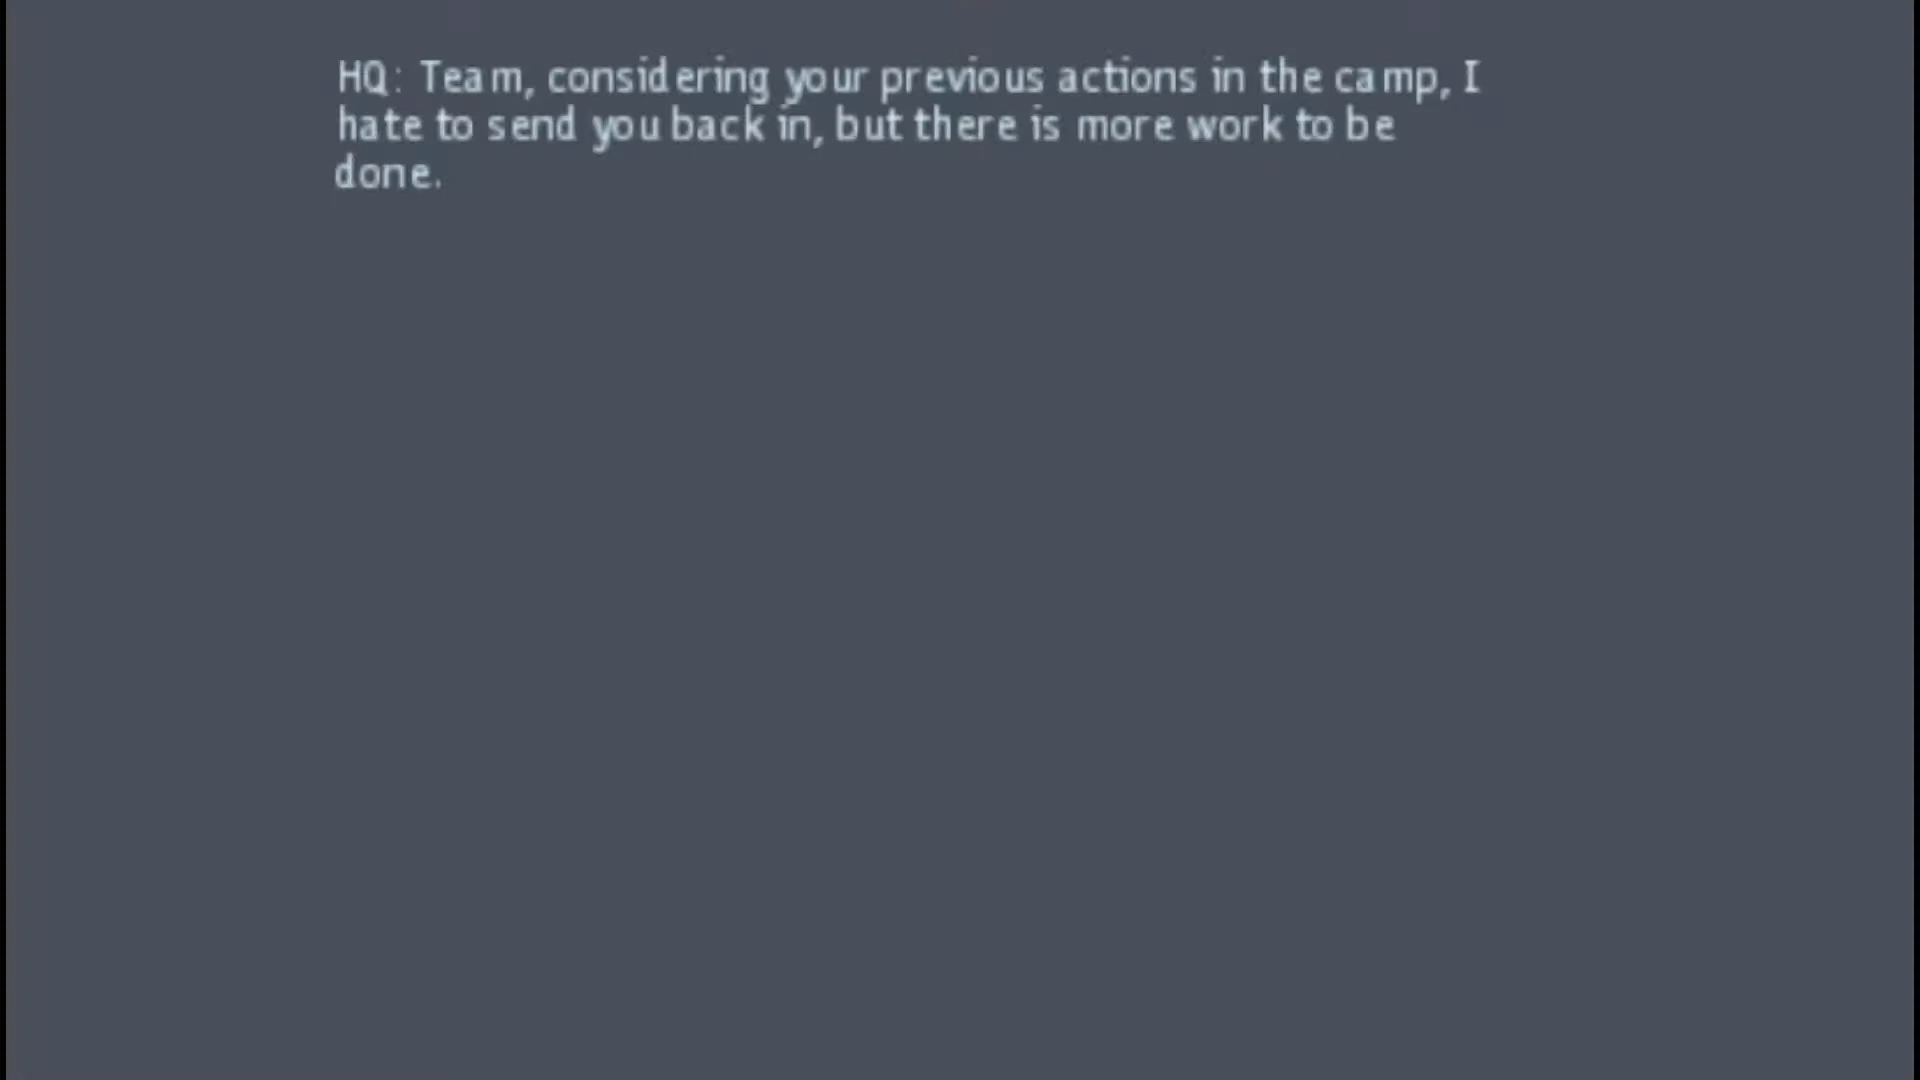 HQ: Team, considering your previous actions in the camp, I
hate to send you back in, but there is more work to be
done.